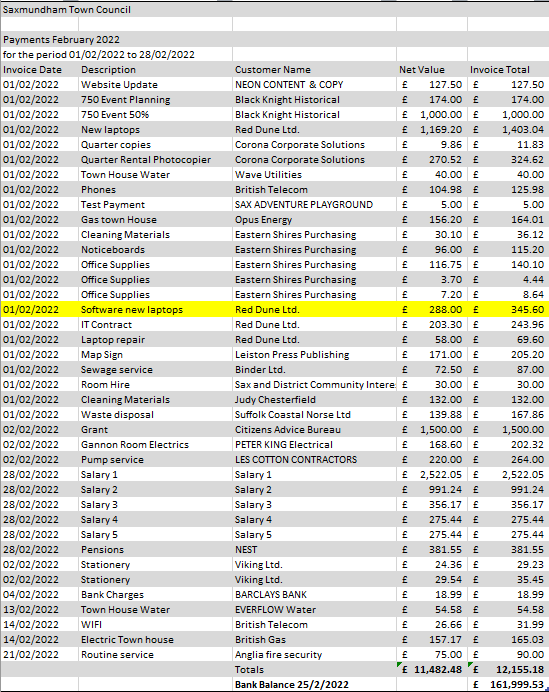 Saxmundham Town Council
Payments February 2022
for the period 01/02/2022 to 28/02/2022
Invoice Date Description Customer Name Net Value Invoice Total
01/02/2022 Website Update NEON CONTENT & COPY £ 127.50 £ 127.50
01/02/2022 750 Event Planning Black Knight Historical £ 174.00 £ 174.00
01/02/2022 750 Event 50% Black Knight Historical £ 1,000.00 £ 1,000.00
01/02/2022 New laptops Red Dune Ltd. £ 1,169.20 £ 1,403.04
01/02/2022 Quarter copies Corona Corporate Solutions £ 9.86 £ 11.83
01/02/2022 Quarter Rental Photocopier Corona Corporate Solutions £ 270.52 £ 324.62
01/02/2022 Town House Water Wave Utilities £ 40.00 £ 40.00
01/02/2022 Phones British Telecom £ 104.98 £ 125.98
01/02/2022 Test Payment SAX ADVENTURE PLAYGROUND £ 5.00 £ 5.00
01/02/2022 Gas town House Opus Energy £ 156.20 £ 164.01
01/02/2022 Cleaning Materials Eastern Shires Purchasing £ 30.10 £ 36.12
01/02/2022 Noticeboards Eastern Shires Purchasing £ 96.00 £ 115.20
01/02/2022 Office Supplies Eastern Shires Purchasing £ 116.75 £ 140.10
01/02/2022 Office Supplies Eastern Shires Purchasing £ 3.70 £ 4.44
01/02/2022 Office Supplies Eastern Shires Purchasing £ 7.20 £ 8.64
01/02/2022 Software new laptops Red Dune Ltd. £ 288.00 £ 345.60
01/02/2022 IT Contract Red Dune Ltd. £ 203.30 £ 243.96
01/02/2022 Laptop repair Red Dune Ltd. £ 58.00 £ 69.60
01/02/2022 Map Sign Leiston Press Publishing £ 171.00 £ 205.20
01/02/2022 Sewage service Binder Ltd. £ 72.50 £ 87.00
01/02/2022 Room Hire Sax and District Community Intere £ 30.00 £ 30.00
01/02/2022 Cleaning Materials Judy Chesterfield £ 132.00 £ 132.00
01/02/2022 Waste disposal Suffolk Coastal Norse Ltd £ 139.88 £ 167.86
02/02/2022 Grant Citizens Advice Bureau £ 1,500.00 £ 1,500.00
02/02/2022 Gannon Room Electrics PETER KING Electrical £ 168.60 £ 202.32
02/02/2022 Pump service LES COTTON CONTRACTORS £ 220.00 £ 264.00
28/02/2022 Salary 1 Salary 1 £ 2,522.05 £ 2,522.05
28/02/2022 Salary 2 Salary 2 £ 991.24 £ 991.24
28/02/2022 Salary 3 Salary 3 £ 356.17 £ 356.17
28/02/2022 Salary 4 Salary 4 £ 275.44 £ 275.44
28/02/2022 Salary 5 Salary 5 £ 275.44 £ 275.44
28/02/2022 Pensions NEST £ 381.55 £ 381.55
02/02/2022 Stationery Viking Ltd. £ 24.36 £ 29.23
02/02/2022 Stationery Viking Ltd. £ 29.54 £ 35.45
04/02/2022 Bank Charges BARCLAYS BANK £ 18.99 £ 18.99
13/02/2022 Town House Water EVERFLOW Water £ 54.58 £ 54.58
14/02/2022 WIFI British Telecom £ 26.66 £ 31.99
14/02/2022 Electric Town house British Gas £ 157.17 £ 165.03
21/02/2022 Routine service Anglia fire security £ 75.00 £ 90.00
Totals £ 11,482.48 £ 12,155.18
Bank Balance 25/2/2022 £ 161,999.53